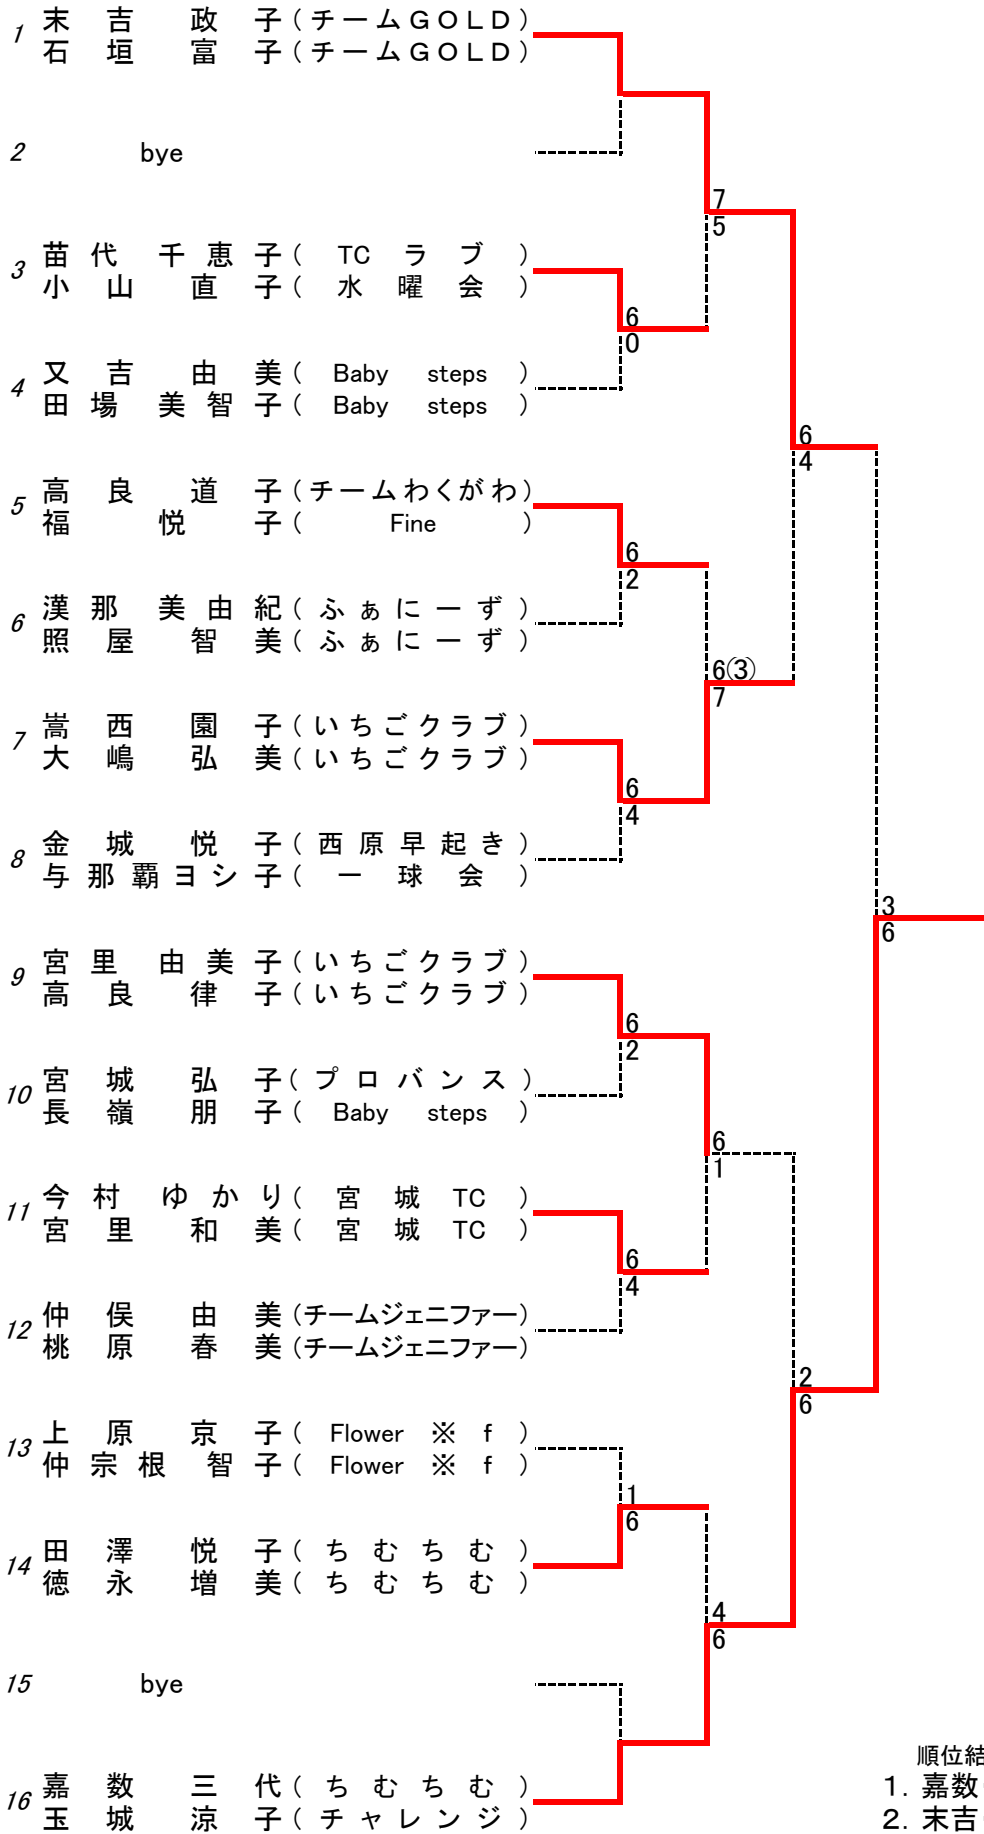 1 末吉政子(チームGOLD)
石垣富子(チームGOLD)
2 bye
7
5
3 苗代千恵子(TCラブ)
小山直子(水曜会)
6
0
4 又吉由美(Baby steps)
田場美智子(Baby steps)
6
4
5 高良道子(チームわくがわ)
福悦子(Fine)
6
2
6 漢那美由紀(ふぁにーず)
照屋智美(ふぁにーず)
6(3)
7
7 嵩西園子(いちごクラブ)
大嶋弘美(いちごクラブ)
6
4
8 金城悦子(西原早起き)
与那覇ヨシ子(一球会)
3
6
9 宮里由美子(いちごクラブ)
高良律子(いちごクラブ)
6
2
10 宮城弘子(プロバンス)
長嶺朋子(Baby steps)
6
1
11 今村ゆかり(宮城TC)
宮里和美(宮城TC)
6
4
12 仲俣由美(チームジェニファー)
桃原春美(チームジェニファー)
2
6
13 上原京子(Flower※f)
仲宗根智子(Flower※f)
1
6
14 田澤悦子(ちむちむ)
徳永増美(ちむちむ)
4
6
15 bye
16 嘉数三代(ちむちむ)
玉城涼子(チャレンジ)
順位結
1. 嘉数
2. 末吉